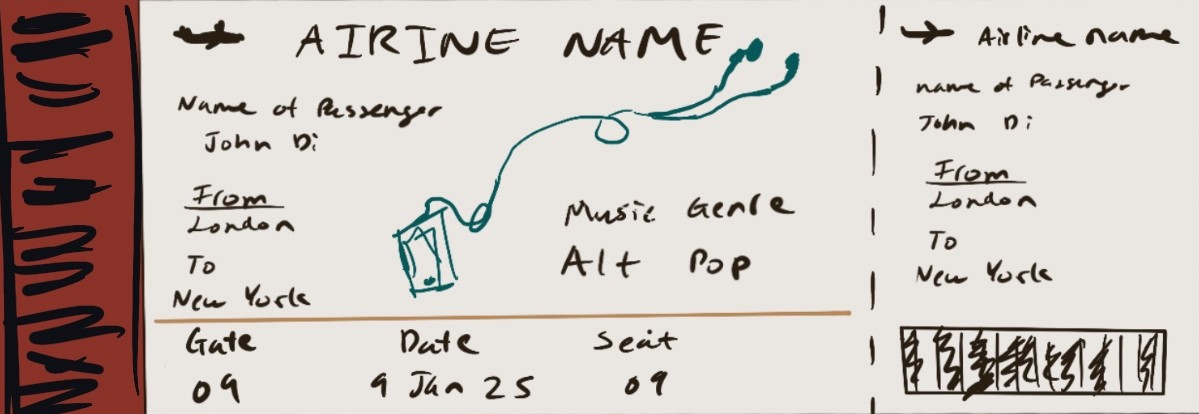 AIRINE NAME
Name of Passenger
John Di
From
London
To
New York
Music Genre
Alt Pop
Gate
09
Date
9 Jan 25
Seat
09
Airline name
name of Passenger
John Di
From
London
To
New York